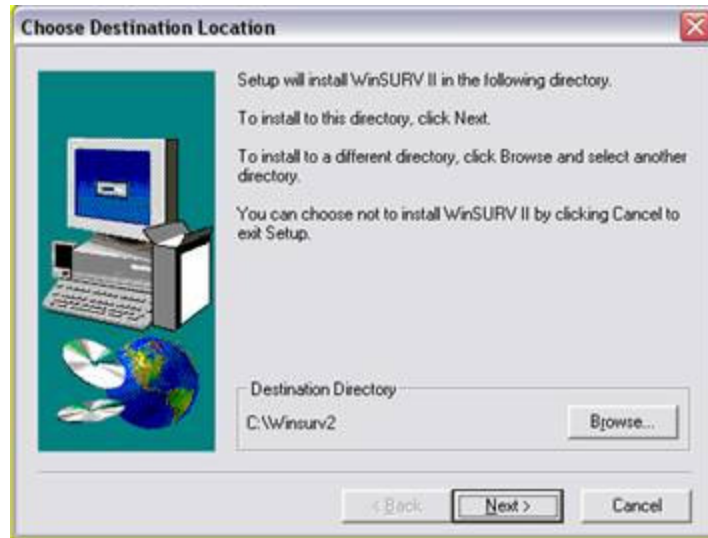 Choose Destination Location
Setup will install WinSURV II in the following directory.
To install to this directory, click Next.
To install to a different directory, click Browse and select another
directory.
You can choose not to install WinSURV II by clicking Cancel to
exit Setup.
Destination Directory
C:\Winsurv2
Browse...
< Back
Next >
Cancel